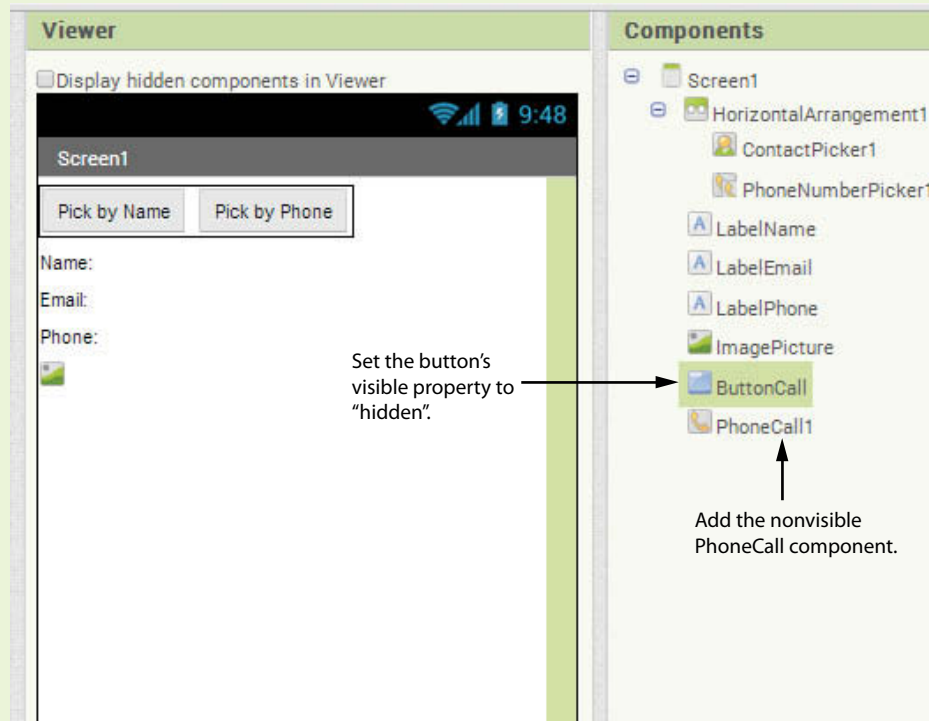 Viewer
Display hidden components in Viewer
9:48
Screen1
Pick by Name
Pick by Phone
Name:
Email:
Phone:
Set the button’s
visible property to
“hidden”.
Components
Screen1
HorizontalArrangement1
ContactPicker1
PhoneNumberPicker1
A LabelName
A LabelEmail
A LabelPhone
ImagePicture
ButtonCall
PhoneCall1
Add the nonvisible
PhoneCall component.